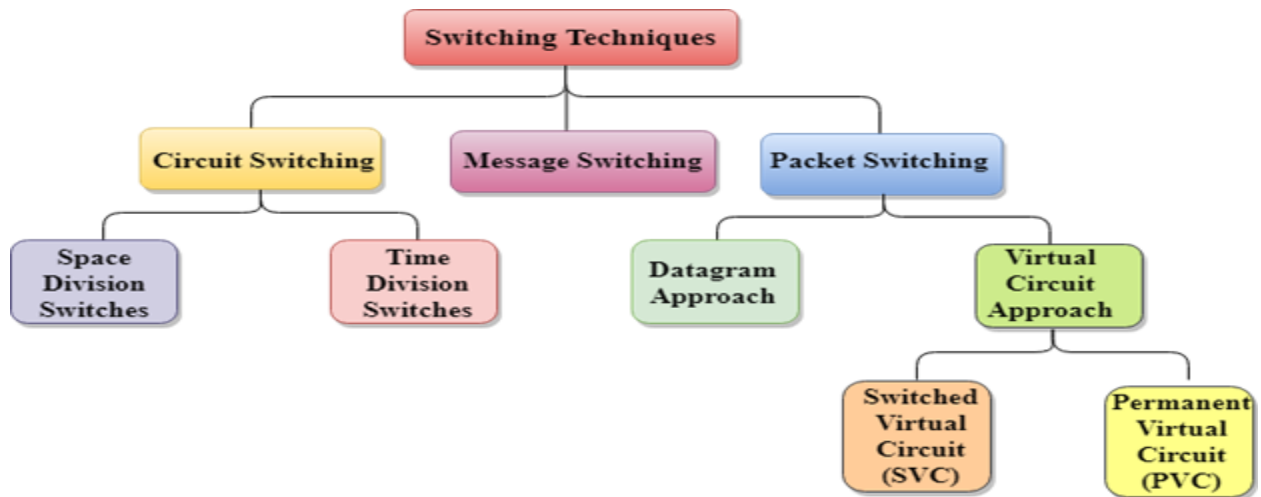 Switching Techniques
Circuit Switching
Message Switching
Packet Switching
Space
Division
Switches
Time
Division
Switches
Datagram
Approach
Virtual
Circuit
Approach
Switched
Virtual
Circuit
(SVC)
Permanent
Virtual
Circuit
(PVC)